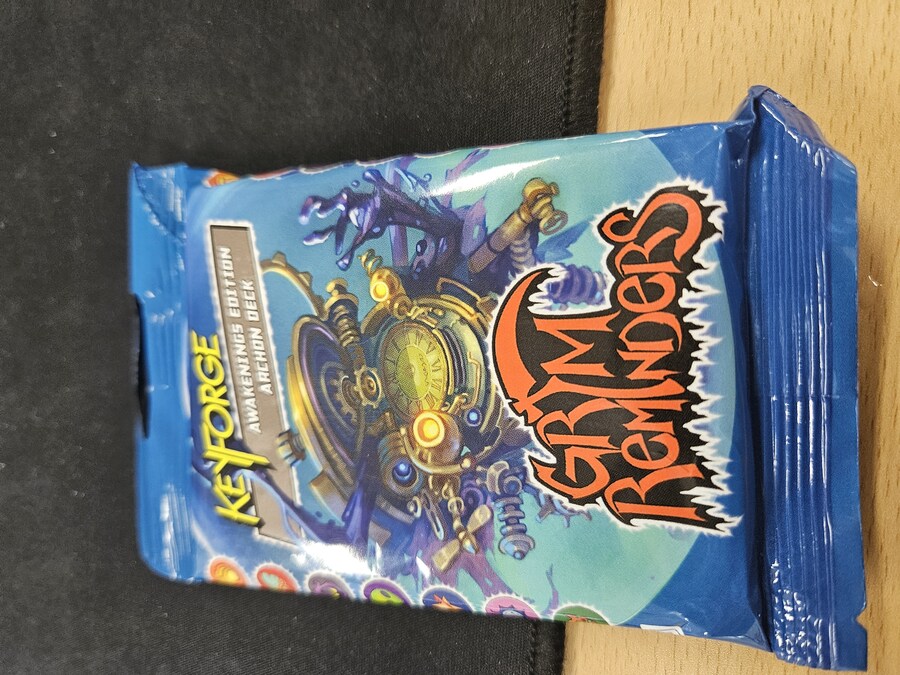 KEYFORGE
AWAKENINGS EDITION
ARCHON DECK
GRIM
REMINDERS